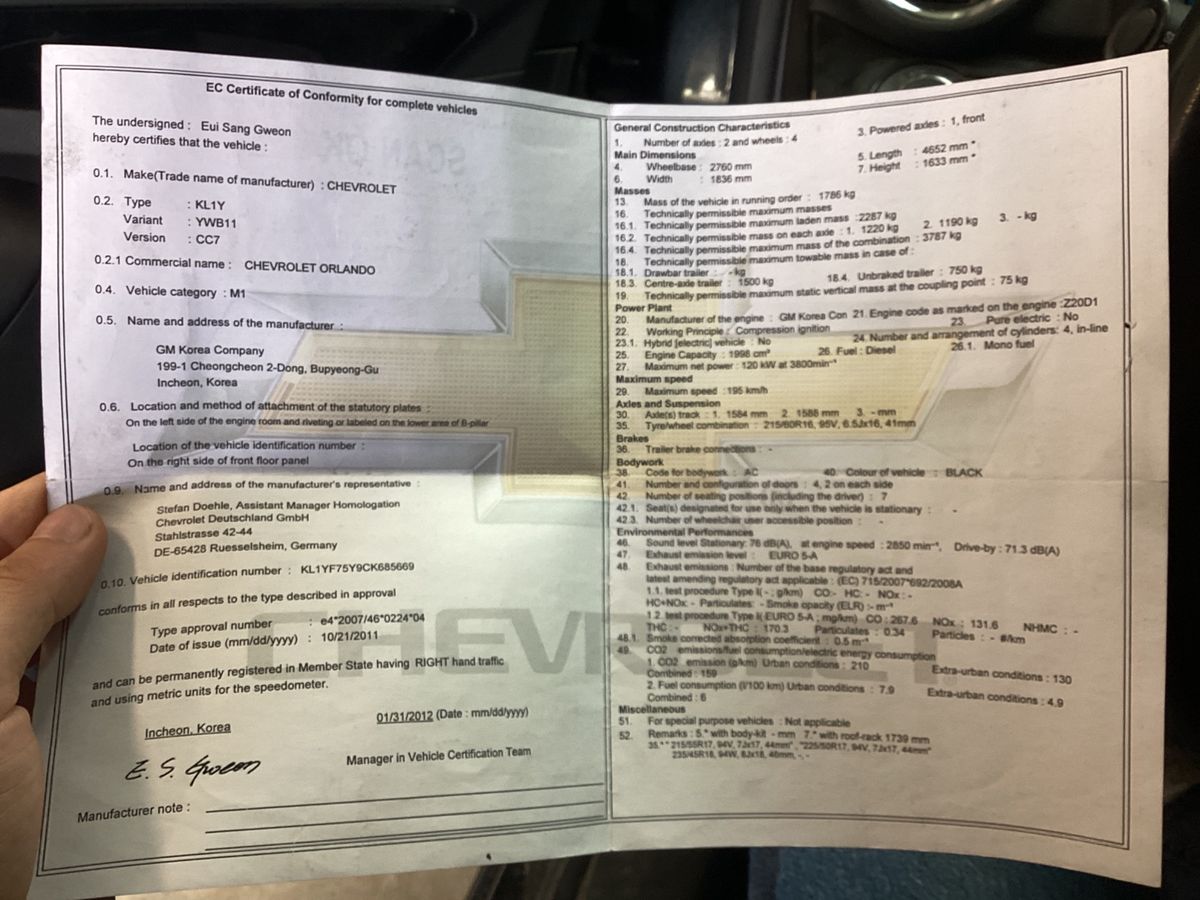 EC Certificate of Conformity for complete vehicles
The undersigned : Eui Sang Gweon
hereby certifies that the vehicle :
0.1. Make(Trade name of manufacturer) : CHEVROLET
0.2. Type : KL1Y
Variant : YWB11
Version : CC7
0.2.1 Commercial name : CHEVROLET ORLANDO
0.4. Vehicle category : M1
0.5. Name and address of the manufacturer :
GM Korea Company
199-1 Cheongcheon 2-Dong, Bupyeong-Gu
Incheon, Korea
0.6. Location and method of attachment of the statutory plates :
On the left side of the engine room and riveting or labeled on the lower area of B-pillar
Location of the vehicle identification number :
On the right side of front floor panel
0.9. Name and address of the manufacturer's representative :
Stefan Doehle, Assistant Manager Homologation
Chevrolet Deutschland GmbH
Stahlstrasse 42-44
DE-65428 Ruesselsheim, Germany
0.10. Vehicle identification number : KL1YF75Y9CK685669
conforms in all respects to the type described in approval
Type approval number : e4*2007/46*0224*04
Date of issue (mm/dd/yyyy) : 10/21/2011
and can be permanently registered in Member State having RIGHT hand traffic
and using metric units for the speedometer.
Incheon, Korea 01/31/2012 (Date : mm/dd/yyyy)
E. S. Gweon
Manager in Vehicle Certification Team
Manufacturer note :
General Construction Characteristics
1. Number of axles : 2 and wheels : 4 3. Powered axles : 1, front
Main Dimensions
4. Wheelbase : 2760 mm 5. Length : 4652 mm *
6. Width : 1836 mm 7. Height : 1633 mm *
Masses
13. Mass of the vehicle in running order : 1786 kg
16. Technically permissible maximum masses
16.1. Technically permissible maximum laden mass :2287 kg
16.2. Technically permissible mass on each axle : 1. 1220 kg 2. 1190 kg 3. - kg
16.4. Technically permissible maximum mass of the combination : 3787 kg
18. Technically permissible maximum towable mass in case of :
18.1. Drawbar trailer : - kg
18.3. Centre-axle trailer : 1500 kg 18.4. Unbraked trailer : 750 kg
19. Technically permissible maximum static vertical mass at the coupling point : 75 kg
Power Plant
20. Manufacturer of the engine : GM Korea Con 21. Engine code as marked on the engine :Z20D1
22. Working Principle : Compression ignition 23. Pure electric : No
23.1. Hybrid [electric] vehicle : No 24. Number and arrangement of cylinders: 4, in-line
25. Engine Capacity : 1998 cm³ 26. Fuel : Diesel 26.1. Mono fuel
27. Maximum net power : 120 kW at 3800min⁻¹
Maximum speed
29. Maximum speed :195 km/h
Axles and Suspension
30. Axle(s) track : 1. 1584 mm 2. 1588 mm 3. - mm
35. Tyre/wheel combination : 215/60R16, 95V, 6.5Jx16, 41mm
Brakes
36. Trailer brake connections : -
Bodywork
38. Code for bodywork : AC 40. Colour of vehicle : BLACK
41. Number and configuration of doors : 4, 2 on each side
42. Number of seating positions (including the driver) : 7
42.1. Seat(s) designated for use only when the vehicle is stationary : -
42.3. Number of wheelchair user accessible position : -
Environmental Performances
46. Sound level Stationary: 76 dB(A), at engine speed : 2850 min⁻¹, Drive-by : 71.3 dB(A)
47. Exhaust emission level : EURO 5-A
48. Exhaust emissions : Number of the base regulatory act and
latest amending regulatory act applicable : (EC) 715/2007*692/2008A
1.1. test procedure Type I( - ; g/km) CO:- HC:- NOx : -
HC+NOx: - Particulates: - Smoke opacity (ELR) :- m⁻¹
1.2. test procedure Type I( EURO 5-A ; mg/km) CO : 267.6 NOx : 131.6 NHMC : -
THC : - NOx+THC : 170.3 Particulates : 0.34 Particles : - #/km
48.1. Smoke corrected absorption coefficient : 0.5 m⁻¹
49. CO2 emissions/fuel consumption/electric energy consumption
1. CO2 emission (g/km) Urban conditions : 210 Extra-urban conditions : 130
Combined : 159
2. Fuel consumption (l/100 km) Urban conditions : 7.9 Extra-urban conditions : 4.9
Combined : 6
Miscellaneous
51. For special purpose vehicles : Not applicable
52. Remarks : 5.* with body-kit - mm 7.* with roof-rack 1739 mm
35.* * 215/55R17, 94V, 7Jx17, 44mm* , *225/50R17, 94V, 7Jx17, 44mm*
235/45R18, 94W, 8Jx18, 46mm, -, -
CHEVROLET